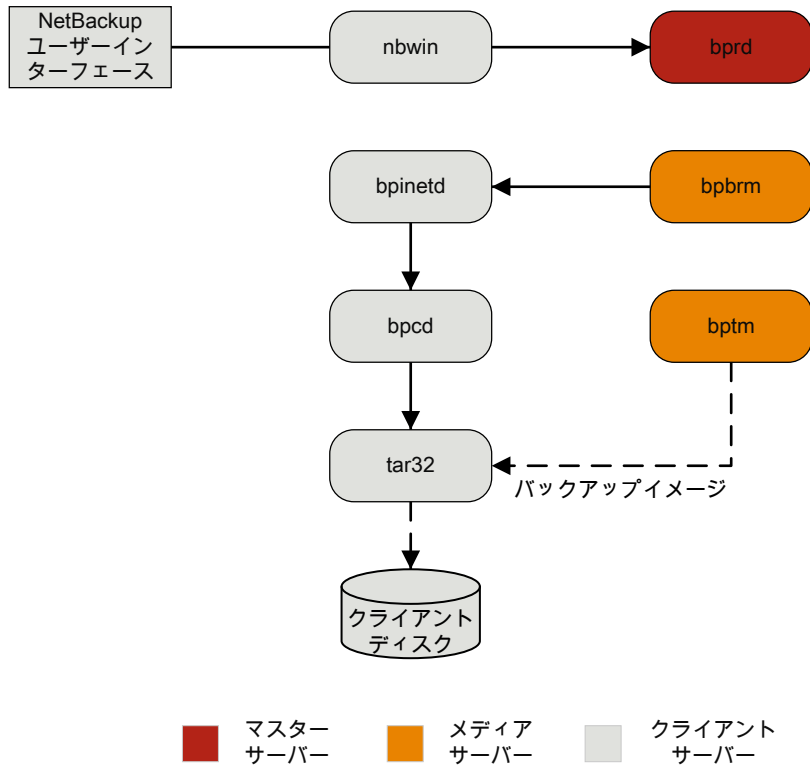 NetBackup
ユーザーイン
ターフェース
nbwin
bprd
bpinetd
bpbrm
bpcd
bptm
tar32
バックアップイメージ
クライアント
ディスク
マスター
サーバー
メディア
サーバー
クライアント
サーバー